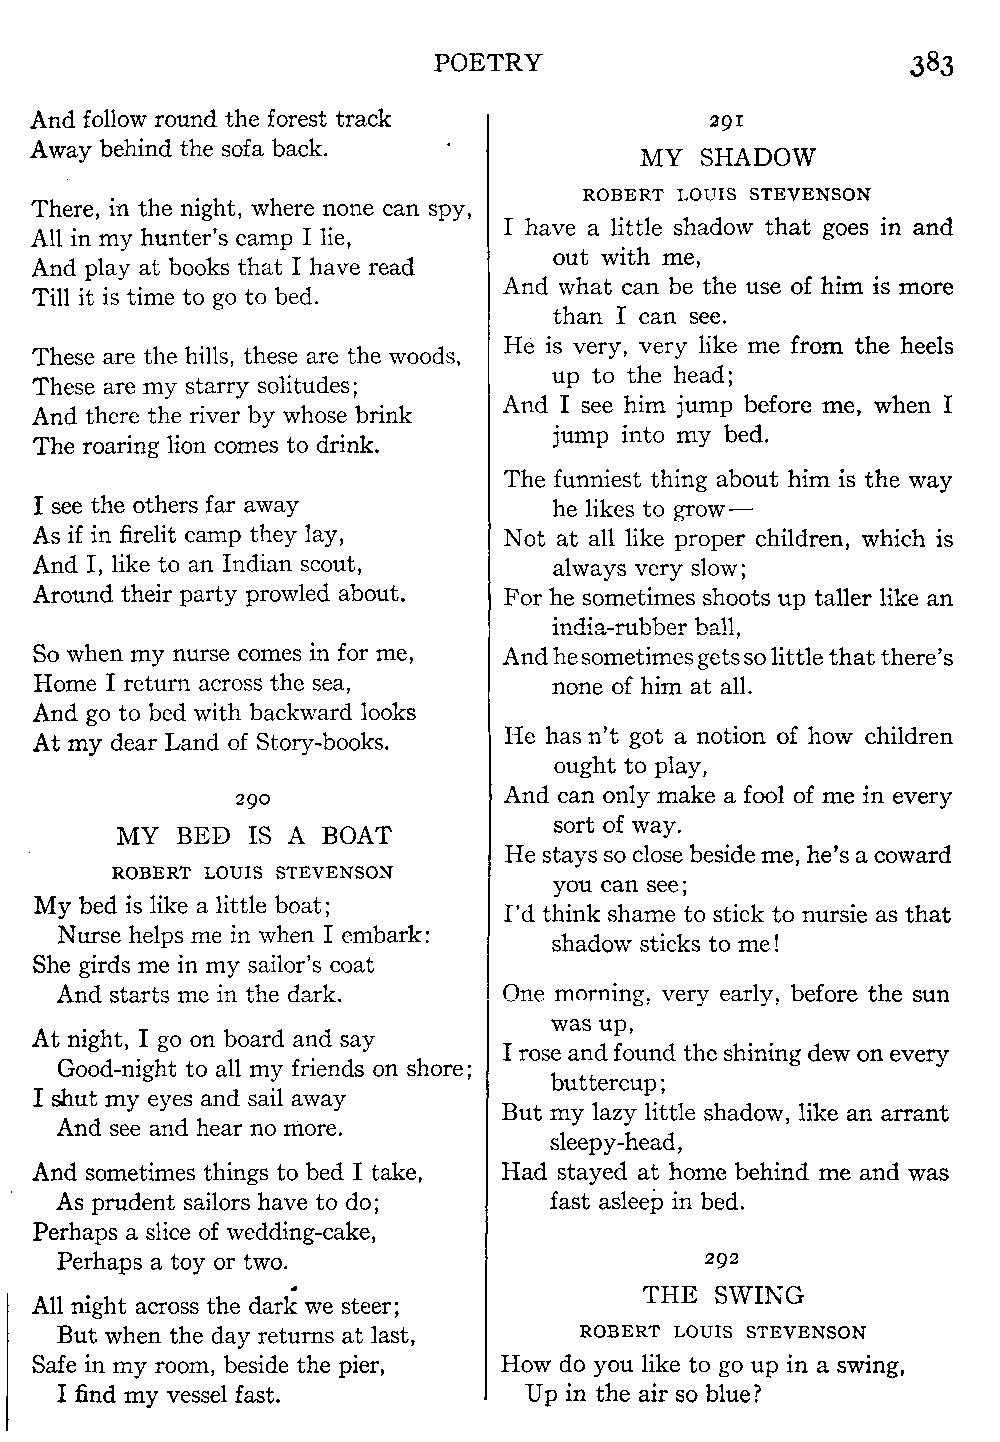 POETRY 383
And follow round the forest track
Away behind the sofa back.
There, in the night, where none can spy,
All in my hunter's camp I lie,
And play at books that I have read
Till it is time to go to bed.
These are the hills, these are the woods,
These are my starry solitudes;
And there the river by whose brink
The roaring lion comes to drink.
I see the others far away
As if in firelit camp they lay,
And I, like to an Indian scout,
Around their party prowled about.
So when my nurse comes in for me,
Home I return across the sea,
And go to bed with backward looks
At my dear Land of Story-books.
290
MY BED IS A BOAT
ROBERT LOUIS STEVENSON
My bed is like a little boat;
Nurse helps me in when I embark:
She girds me in my sailor's coat
And starts me in the dark.
At night, I go on board and say
Good-night to all my friends on shore;
I shut my eyes and sail away
And see and hear no more.
And sometimes things to bed I take,
As prudent sailors have to do;
Perhaps a slice of wedding-cake,
Perhaps a toy or two.
All night across the dark we steer;
But when the day returns at last,
Safe in my room, beside the pier,
I find my vessel fast.
291
MY SHADOW
ROBERT LOUIS STEVENSON
I have a little shadow that goes in and
out with me,
And what can be the use of him is more
than I can see.
He is very, very like me from the heels
up to the head;
And I see him jump before me, when I
jump into my bed.
The funniest thing about him is the way
he likes to grow—
Not at all like proper children, which is
always very slow;
For he sometimes shoots up taller like an
india-rubber ball,
And he sometimes gets so little that there's
none of him at all.
He has n't got a notion of how children
ought to play,
And can only make a fool of me in every
sort of way.
He stays so close beside me, he's a coward
you can see;
I'd think shame to stick to nursie as that
shadow sticks to me!
One morning, very early, before the sun
was up,
I rose and found the shining dew on every
buttercup;
But my lazy little shadow, like an arrant
sleepy-head,
Had stayed at home behind me and was
fast asleep in bed.
292
THE SWING
ROBERT LOUIS STEVENSON
How do you like to go up in a swing,
Up in the air so blue?